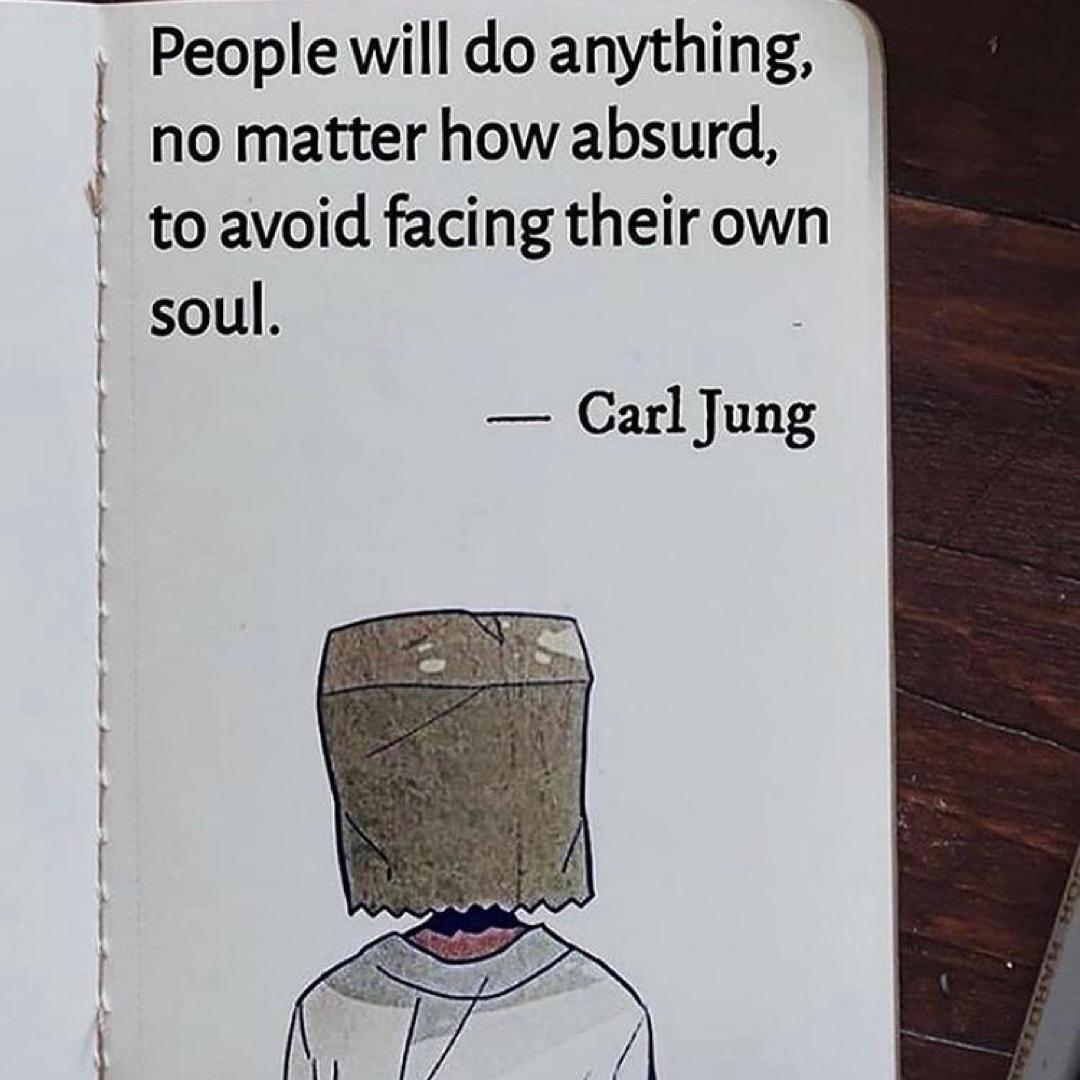 People will do anything,
no matter how absurd,
to avoid facing their own
soul.
— Carl Jung